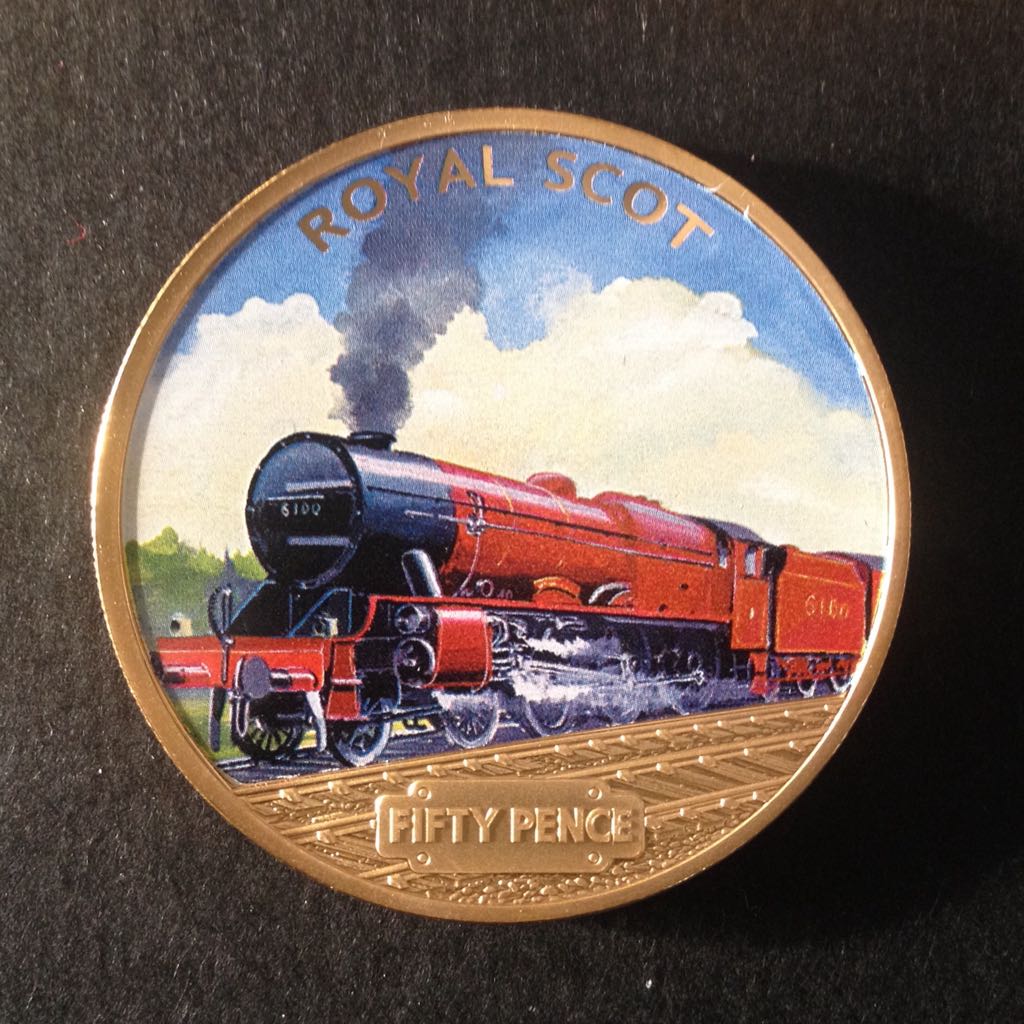 ROYAL SCOT
6100
6100
FIFTY PENCE